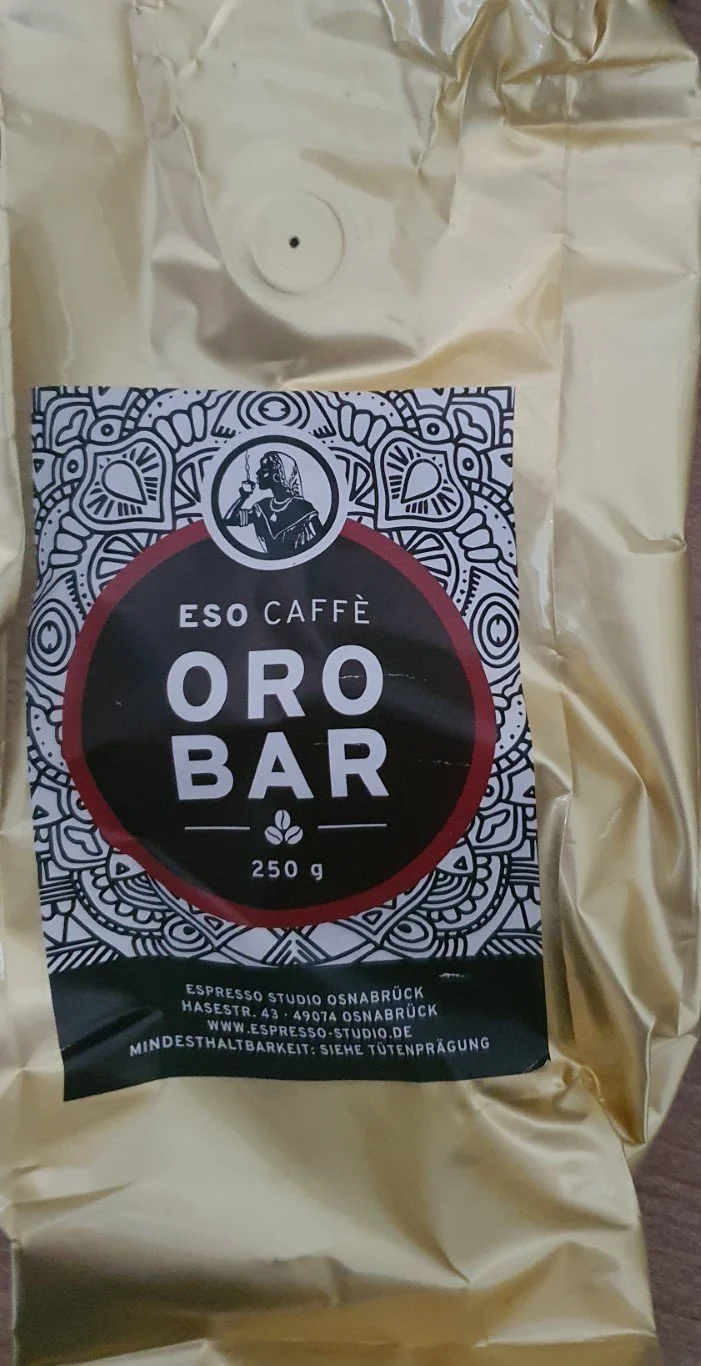 ESO CAFFÈ
ORO
BAR
250 g
ESPRESSO STUDIO OSNABRÜCK
HASESTR. 43 · 49074 OSNABRÜCK
WWW.ESPRESSO-STUDIO.DE
MINDESTHALTBARKEIT: SIEHE TÜTENPRÄGUNG